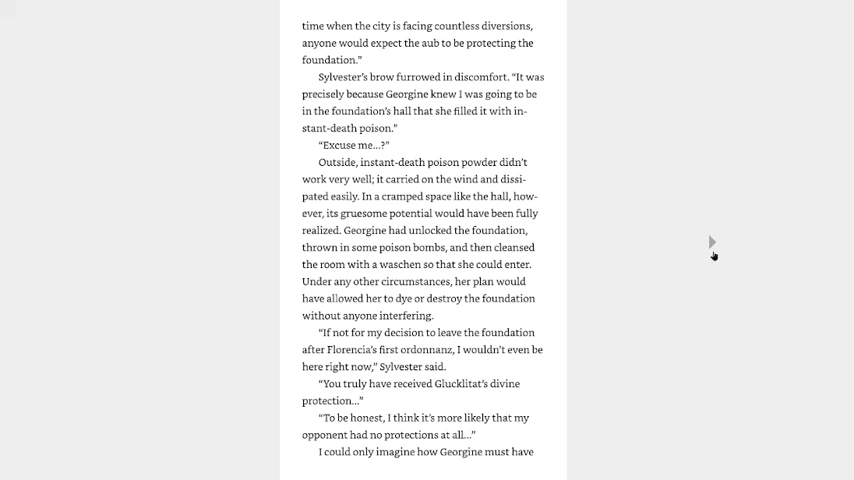 time when the city is facing countless diversions,
anyone would expect the aub to be protecting the
foundation.”
Sylvester’s brow furrowed in discomfort. “It was
precisely because Georgine knew I was going to be
in the foundation’s hall that she filled it with in-
stant-death poison.”
“Excuse me...?”
Outside, instant-death poison powder didn’t
work very well; it carried on the wind and dissi-
pated easily. In a cramped space like the hall, how-
ever, its gruesome potential would have been fully
realized. Georgine had unlocked the foundation,
thrown in some poison bombs, and then cleansed
the room with a waschen so that she could enter.
Under any other circumstances, her plan would
have allowed her to dye or destroy the foundation
without anyone interfering.
“If not for my decision to leave the foundation
after Florencia’s first ordonnanz, I wouldn’t even be
here right now,” Sylvester said.
“You truly have received Glucklitat’s divine
protection...”
“To be honest, I think it’s more likely that my
opponent had no protections at all...”
I could only imagine how Georgine must have